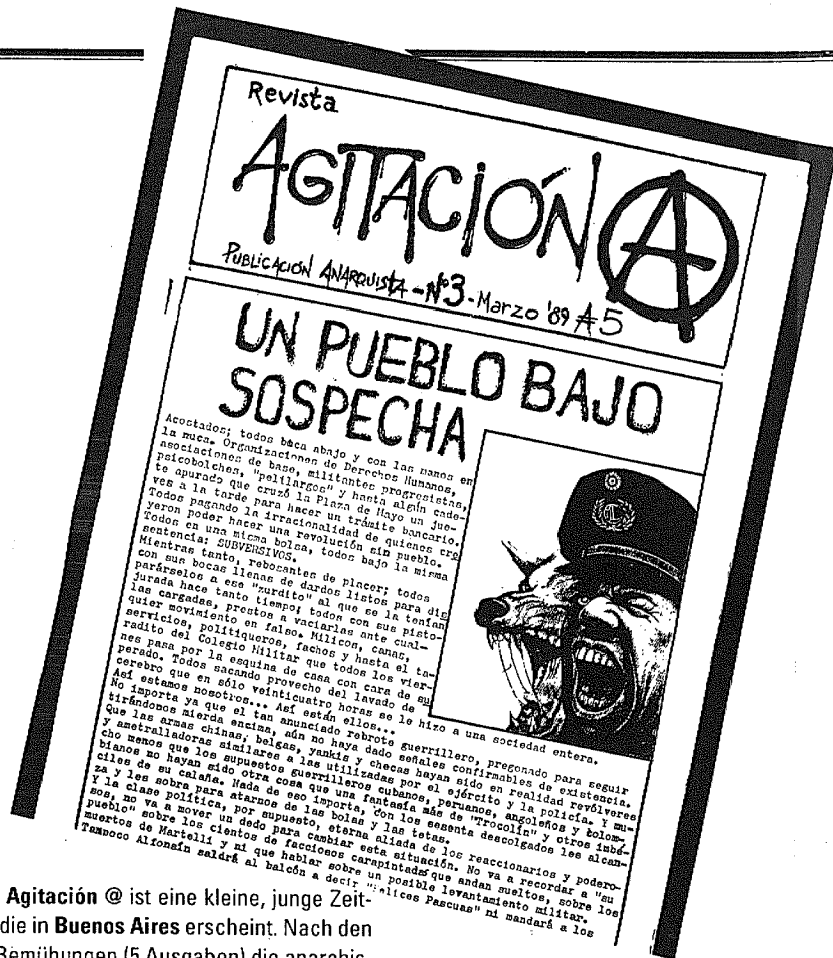 Revista
AGITACIÓN A
PUBLICACIÓN ANARQUISTA - Nº3 - Marzo '89 A 5
UN PUEBLO BAJO
SOSPECHA
Acostados; todos boca abajo y con las manos en
la nuca. Organizaciones de Derechos Humanos,
asociaciones de base, militantes progresistas,
psicobolches, "pelilargos" y hasta algún cade-
te apurado que cruzó la Plaza de Mayo un jue-
ves a la tarde para hacer un trámite bancario.
Todos pagando la irracionalidad de quienes cre
yeron poder hacer una revolución sin pueblo.
Todos en una misma bolsa, todos bajo la misma
sentencia: SUBVERSIVOS.
Mientras tanto, rebosantes de placer; todos
con sus bocas llenas de dardos listos para dis
parárselos a ese "zurdito" al que se la tenían
jurada hace tanto tiempo; todos con sus pisto-
las cargadas, prestos a vaciarlas ante cual-
quier movimiento en falso. Milicos, canas,
servicios, politiqueros, fachos y hasta el ta-
radito del Colegio Militar que todos los vier-
nes pasa por la esquina de casa con cara de su
perado. Todos sacando provecho del lavado de
cerebro que en sólo veinticuatro horas se le hizo a una sociedad entera.
Así estamos nosotros... Así están ellos...
No importa ya que el tan anunciado rebrote guerrillero, pregonado para seguir
tirándonos mierda encima, aún no haya dado señales confirmables de existencia.
Que las armas chinas, belgas, yankis y checas hayan sido en realidad revólveres
y ametralladoras similares a las utilizadas por el ejército y la policía. Y mu-
cho menos que los supuestos guerrilleros cubanos, peruanos, angoleños y colom-
bianos no hayan sido otra cosa que una fantasía más de "Trocolín" y otros imbé-
ciles de su calaña. Nada de eso importa, con los sesenta descolgados les alcan-
za y les sobra para atarnos de las bolas y las tetas.
Y la clase política, por supuesto, eterna aliada de los reaccionarios y podero-
sos, no va a mover un dedo para cambiar esta situación. No va a recordar a "su
pueblo" sobre los cientos de facciosos carapintadas que andan sueltos, sobre los
muertos de Martelli y ni que hablar sobre un posible levantamiento militar.
Tampoco Alfonsín saldrá al balcón a decir "Felices Pascuas" ni mandará a los
Agitación @ ist eine kleine, junge Zeit-
die in Buenos Aires erscheint. Nach den
Bemühungen (5 Ausgaben) die anarchis-